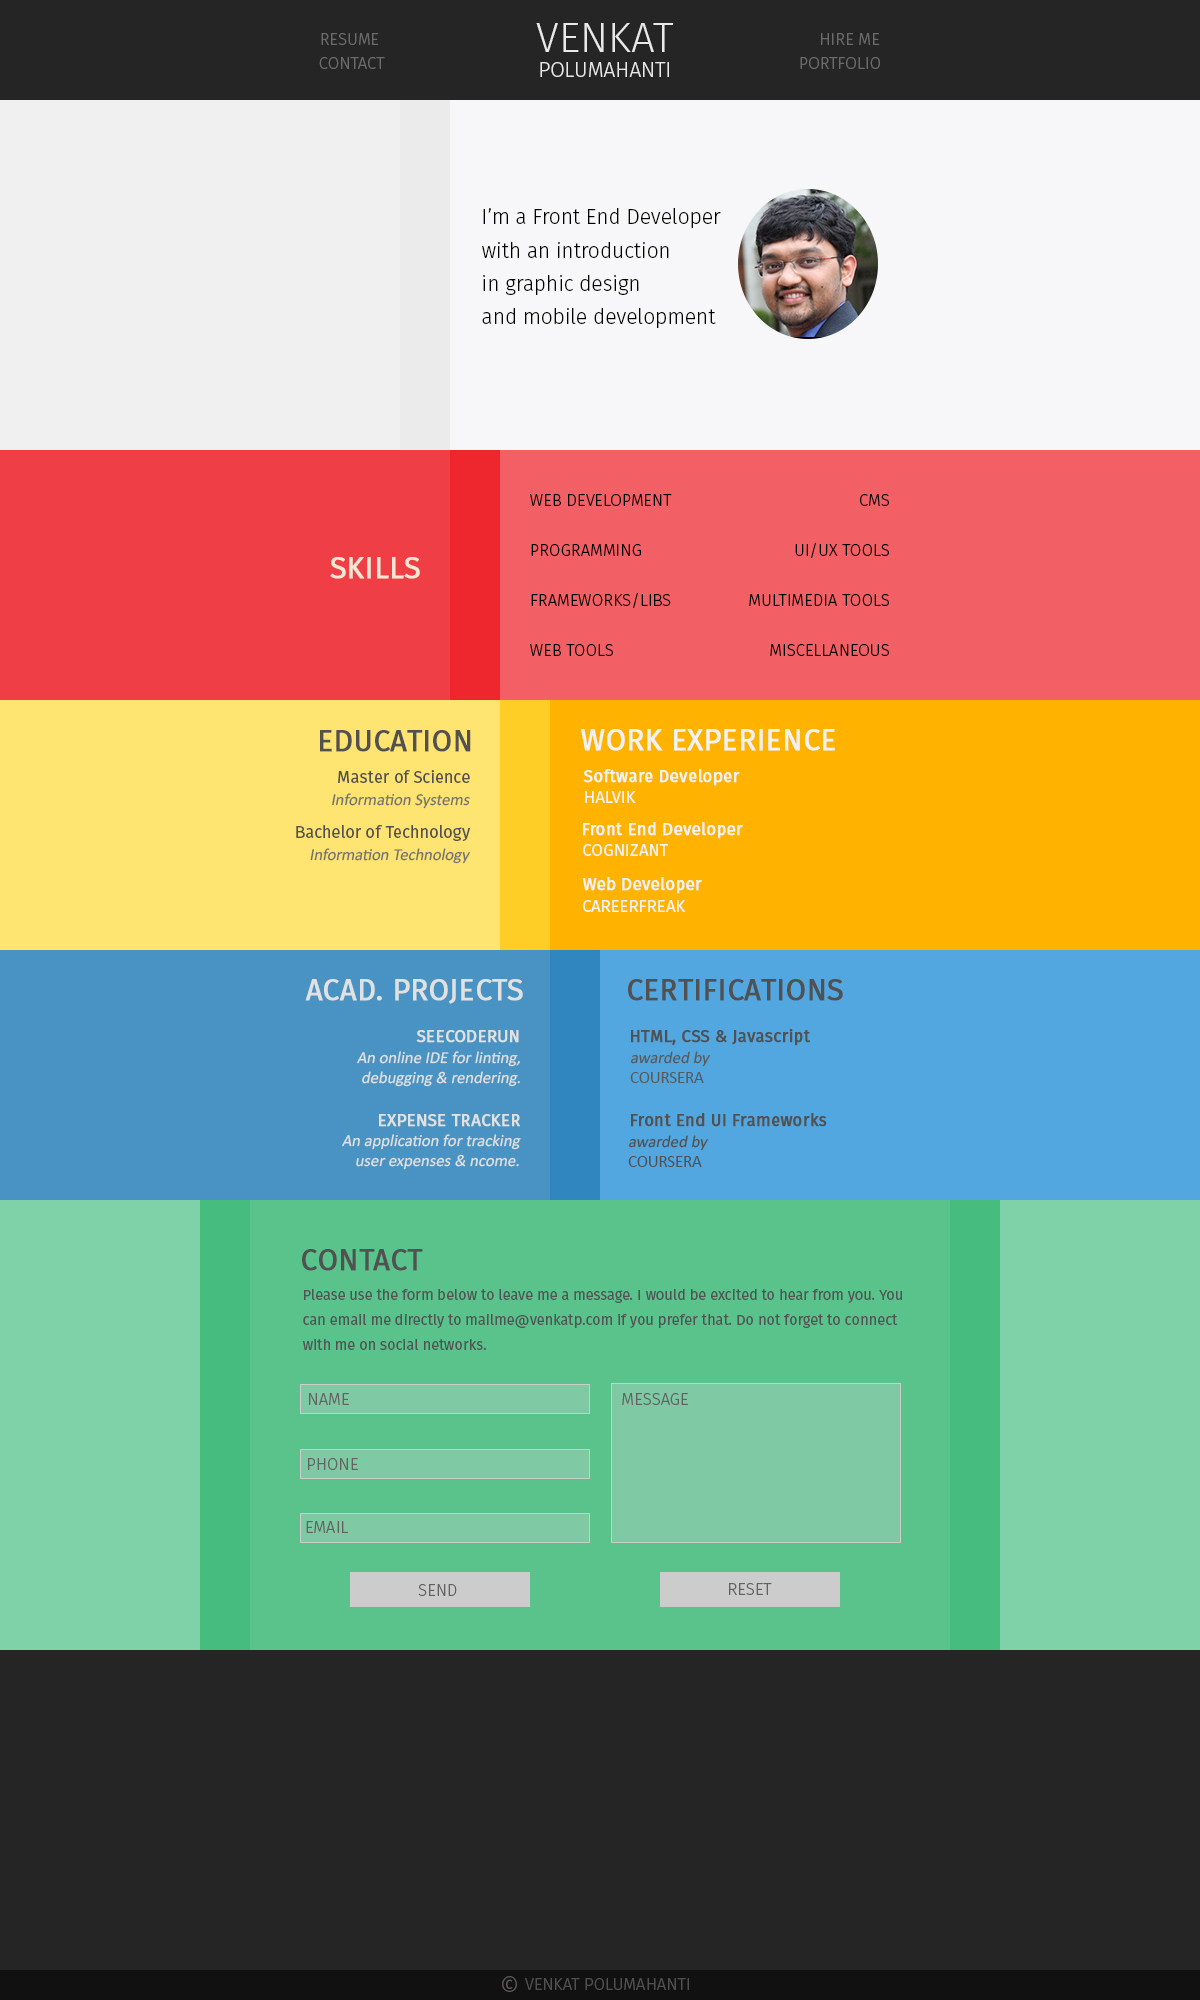 RESUME
CONTACT
VENKAT
POLUMAHANTI
HIRE ME
PORTFOLIO
I'm a Front End Developer
with an introduction
in graphic design
and mobile development
SKILLS
WEB DEVELOPMENT
CMS
PROGRAMMING
UI/UX TOOLS
FRAMEWORKS/LIBS
MULTIMEDIA TOOLS
WEB TOOLS
MISCELLANEOUS
EDUCATION
Master of Science
Information Systems
Bachelor of Technology
Information Technology
WORK EXPERIENCE
Software Developer
HALVIK
Front End Developer
COGNIZANT
Web Developer
CAREERFREAK
ACAD. PROJECTS
SEECODERUN
An online IDE for linting,
debugging & rendering.
EXPENSE TRACKER
An application for tracking
user expenses & ncome.
CERTIFICATIONS
HTML, CSS & Javascript
awarded by
COURSERA
Front End UI Frameworks
awarded by
COURSERA
CONTACT
Please use the form below to leave me a message. I would be excited to hear from you. You
can email me directly to mailme@venkatp.com if you prefer that. Do not forget to connect
with me on social networks.
NAME
MESSAGE
PHONE
EMAIL
SEND
RESET
© VENKAT POLUMAHANTI